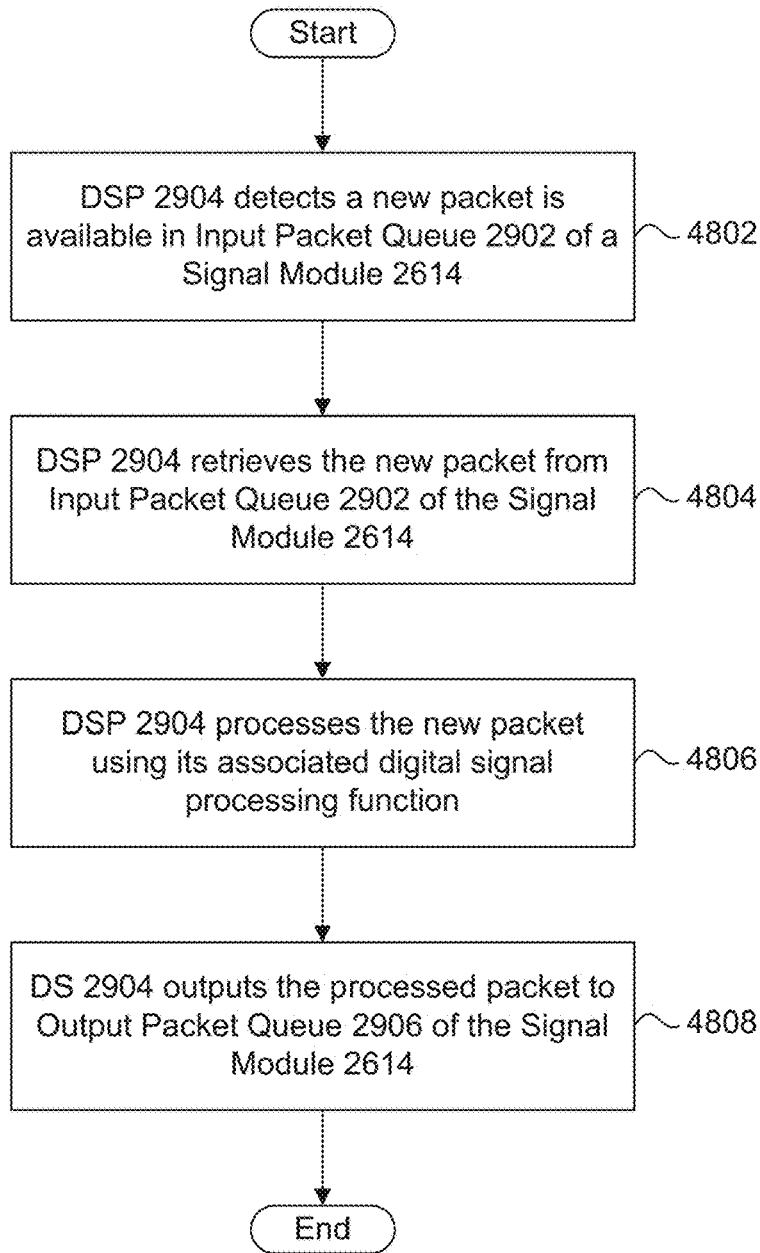 Start
DSP 2904 detects a new packet is
available in Input Packet Queue 2902 of a
Signal Module 2614
4802
DSP 2904 retrieves the new packet from
Input Packet Queue 2902 of the Signal
Module 2614
4804
DSP 2904 processes the new packet
using its associated digital signal
processing function
4806
DS 2904 outputs the processed packet to
Output Packet Queue 2906 of the Signal
Module 2614
4808
End